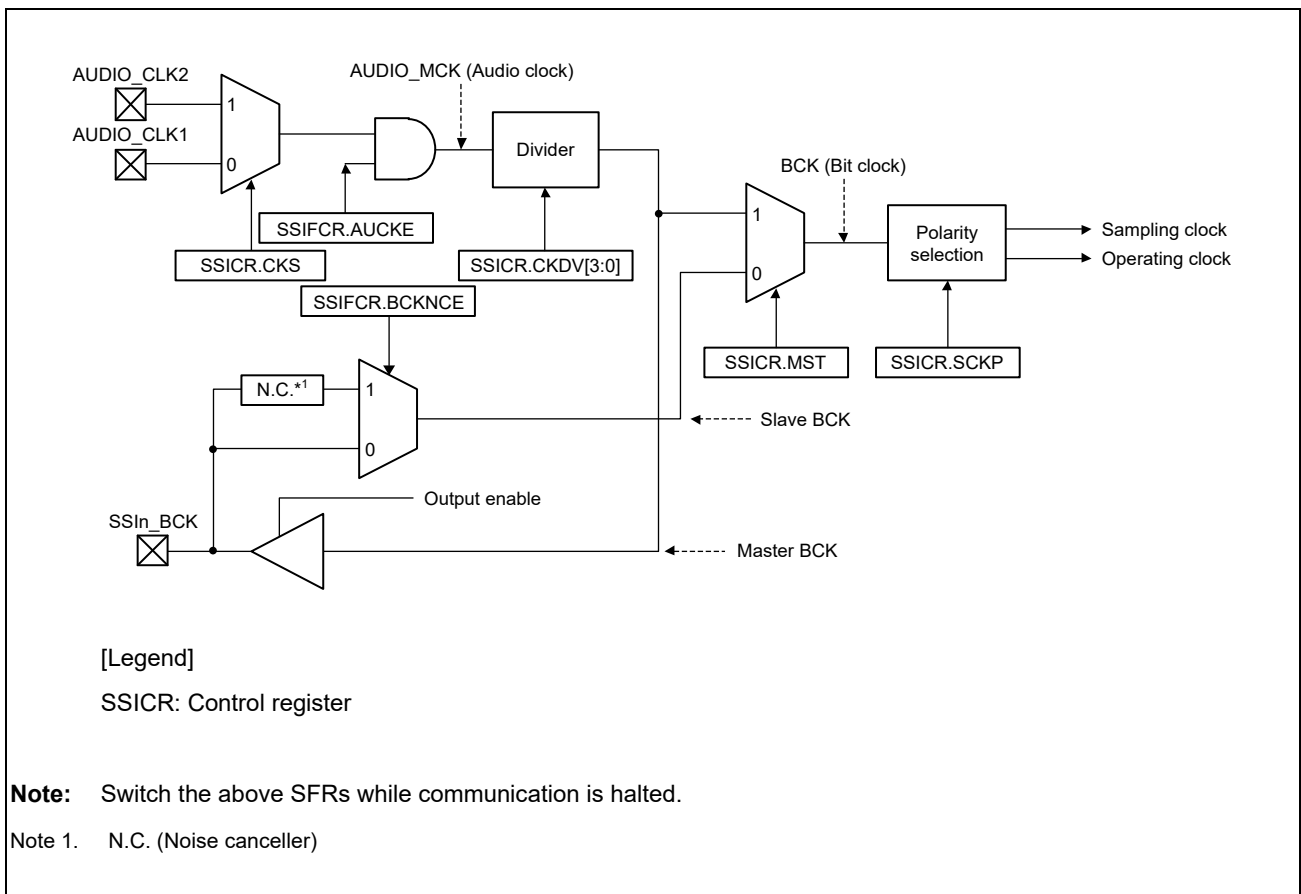 AUDIO_CLK2
AUDIO_MCK (Audio clock)
1
AUDIO_CLK1
Divider
0
BCK (Bit clock)
1
SSIFCR.AUCKE
Polarity
selection
Sampling clock
Operating clock
SSICR.CKS
SSICR.CKDV[3:0]
0
SSIFCR.BCKNCE
SSICR.MST
SSICR.SCKP
N.C.*1
1
Slave BCK
0
Output enable
SSIn_BCK
Master BCK
[Legend]
SSICR: Control register
Note: Switch the above SFRs while communication is halted.
Note 1. N.C. (Noise canceller)